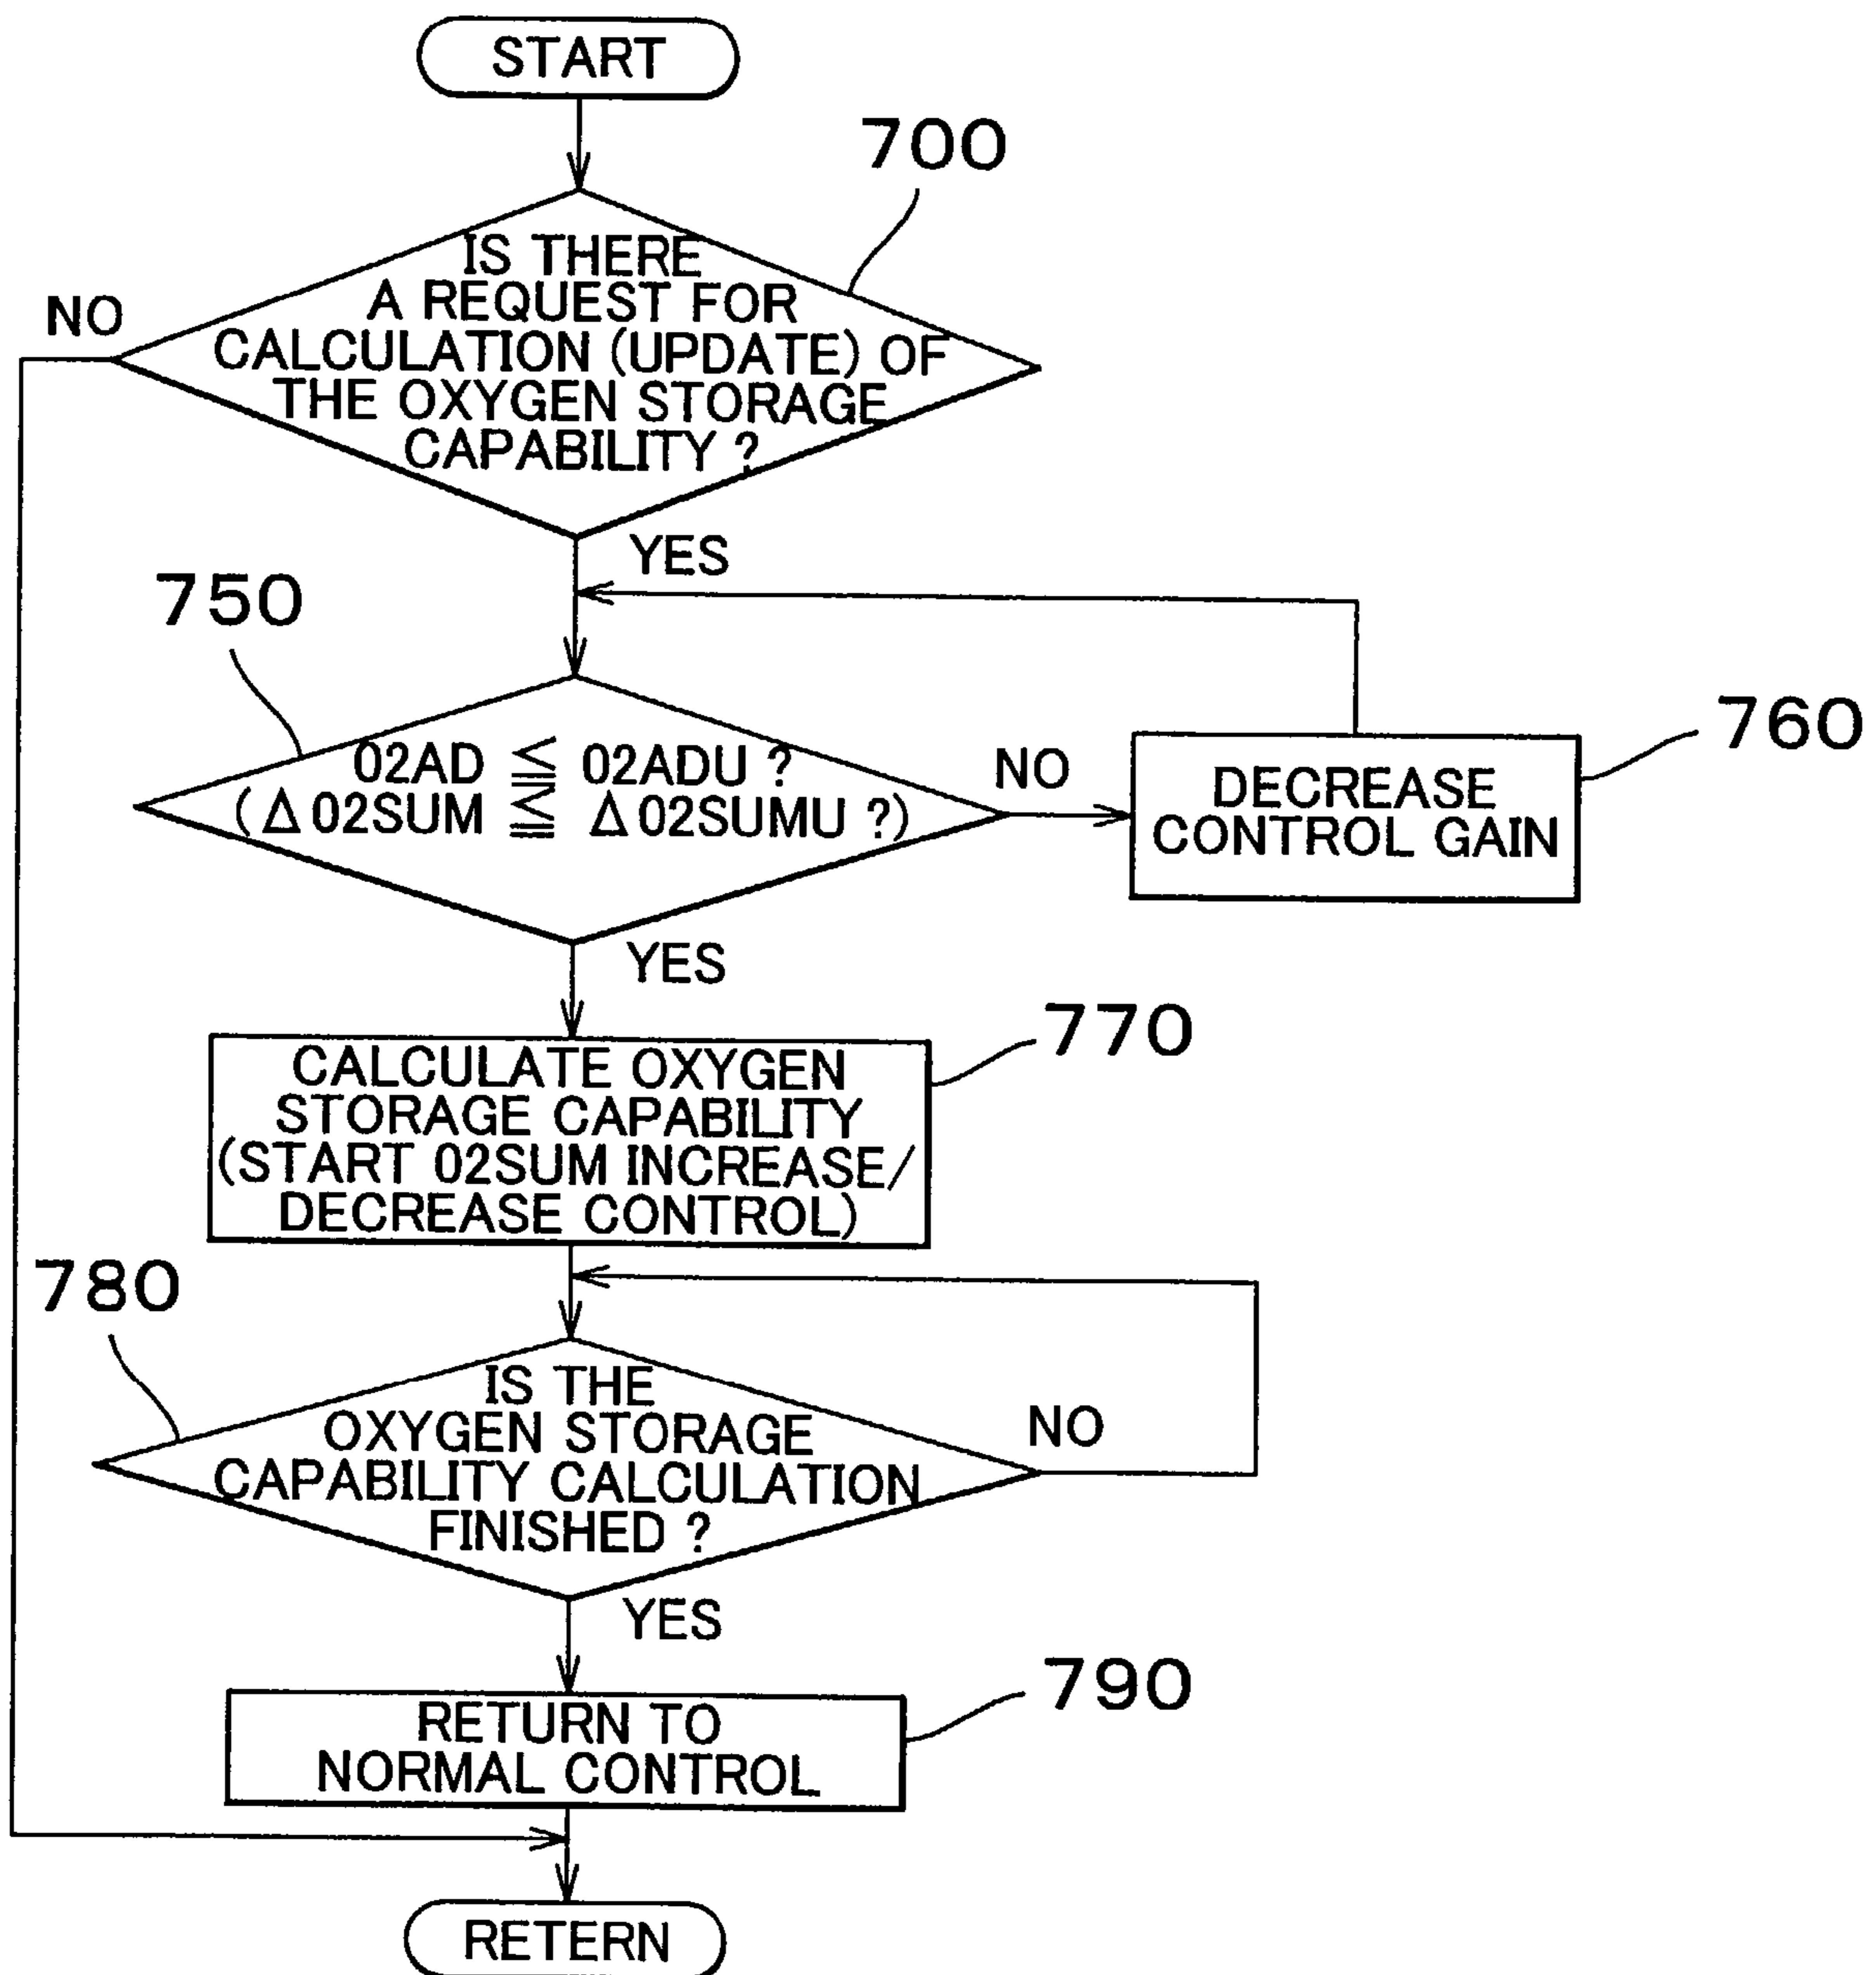 START
700
IS THERE
A REQUEST FOR
CALCULATION (UPDATE) OF
THE OXYGEN STORAGE
CAPABILITY ?
NO
YES
750
02AD ≦ 02ADU ?
(Δ02SUM ≦ Δ02SUMU ?)
NO
760
DECREASE
CONTROL GAIN
YES
770
CALCULATE OXYGEN
STORAGE CAPABILITY
(START 02SUM INCREASE/
DECREASE CONTROL)
780
IS THE
OXYGEN STORAGE
CAPABILITY CALCULATION
FINISHED ?
NO
YES
790
RETURN TO
NORMAL CONTROL
RETERN